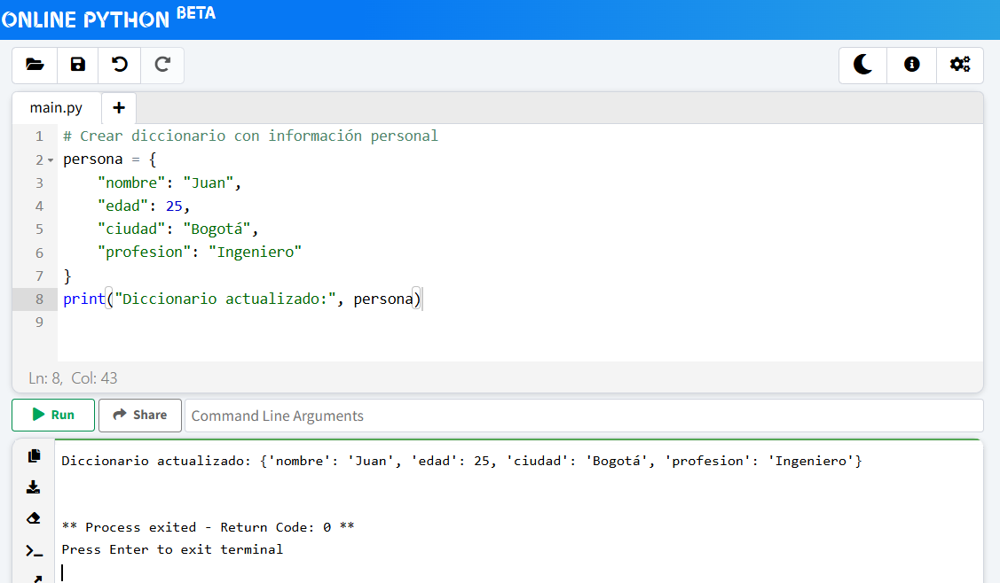 ONLINE PYTHON BETA
main.py
1 # Crear diccionario con información personal
2 persona = {
3     "nombre": "Juan",
4     "edad": 25,
5     "ciudad": "Bogotá",
6     "profesion": "Ingeniero"
7 }
8 print("Diccionario actualizado:", persona)
9
Ln: 8, Col: 43
Run Share Command Line Arguments
Diccionario actualizado: {'nombre': 'Juan', 'edad': 25, 'ciudad': 'Bogotá', 'profesion': 'Ingeniero'}
** Process exited - Return Code: 0 **
Press Enter to exit terminal